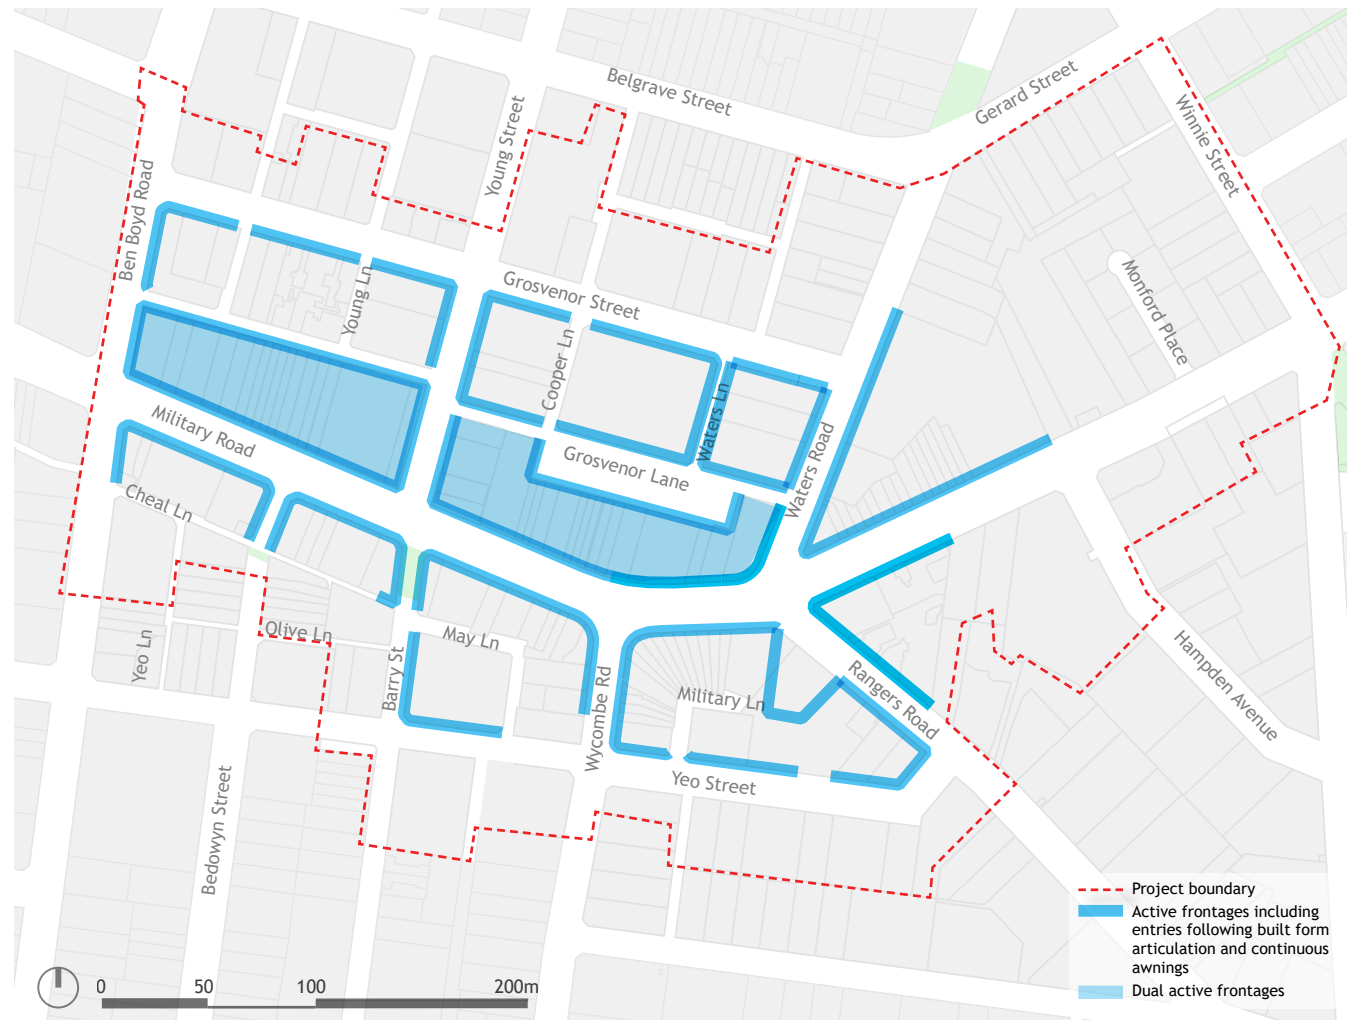 Belgrave Street
Gerard Street
Winnie Street
Young Street
Ben Boyd Road
Monford Place
Young Ln
Grosvenor Street
Cooper Ln
Waters Ln
Military Road
Grosvenor Lane
Waters Road
Cheal Ln
Olive Ln
May Ln
Yeo Ln
Barry St
Wycombe Rd
Military Ln
Rangers Road
Hampden Avenue
Yeo Street
Bedowyn Street
Project boundary
Active frontages including
entries following built form
articulation and continuous
awnings
Dual active frontages
0 50 100 200m